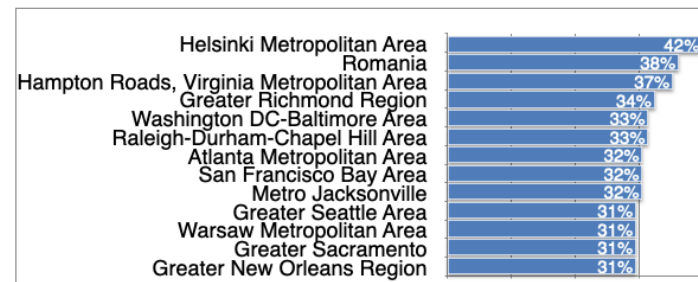 Helsinki Metropolitan Area 42%
Romania 38%
Hampton Roads, Virginia Metropolitan Area 37%
Greater Richmond Region 34%
Washington DC-Baltimore Area 33%
Raleigh-Durham-Chapel Hill Area 33%
Atlanta Metropolitan Area 32%
San Francisco Bay Area 32%
Metro Jacksonville 32%
Greater Seattle Area 31%
Warsaw Metropolitan Area 31%
Greater Sacramento 31%
Greater New Orleans Region 31%